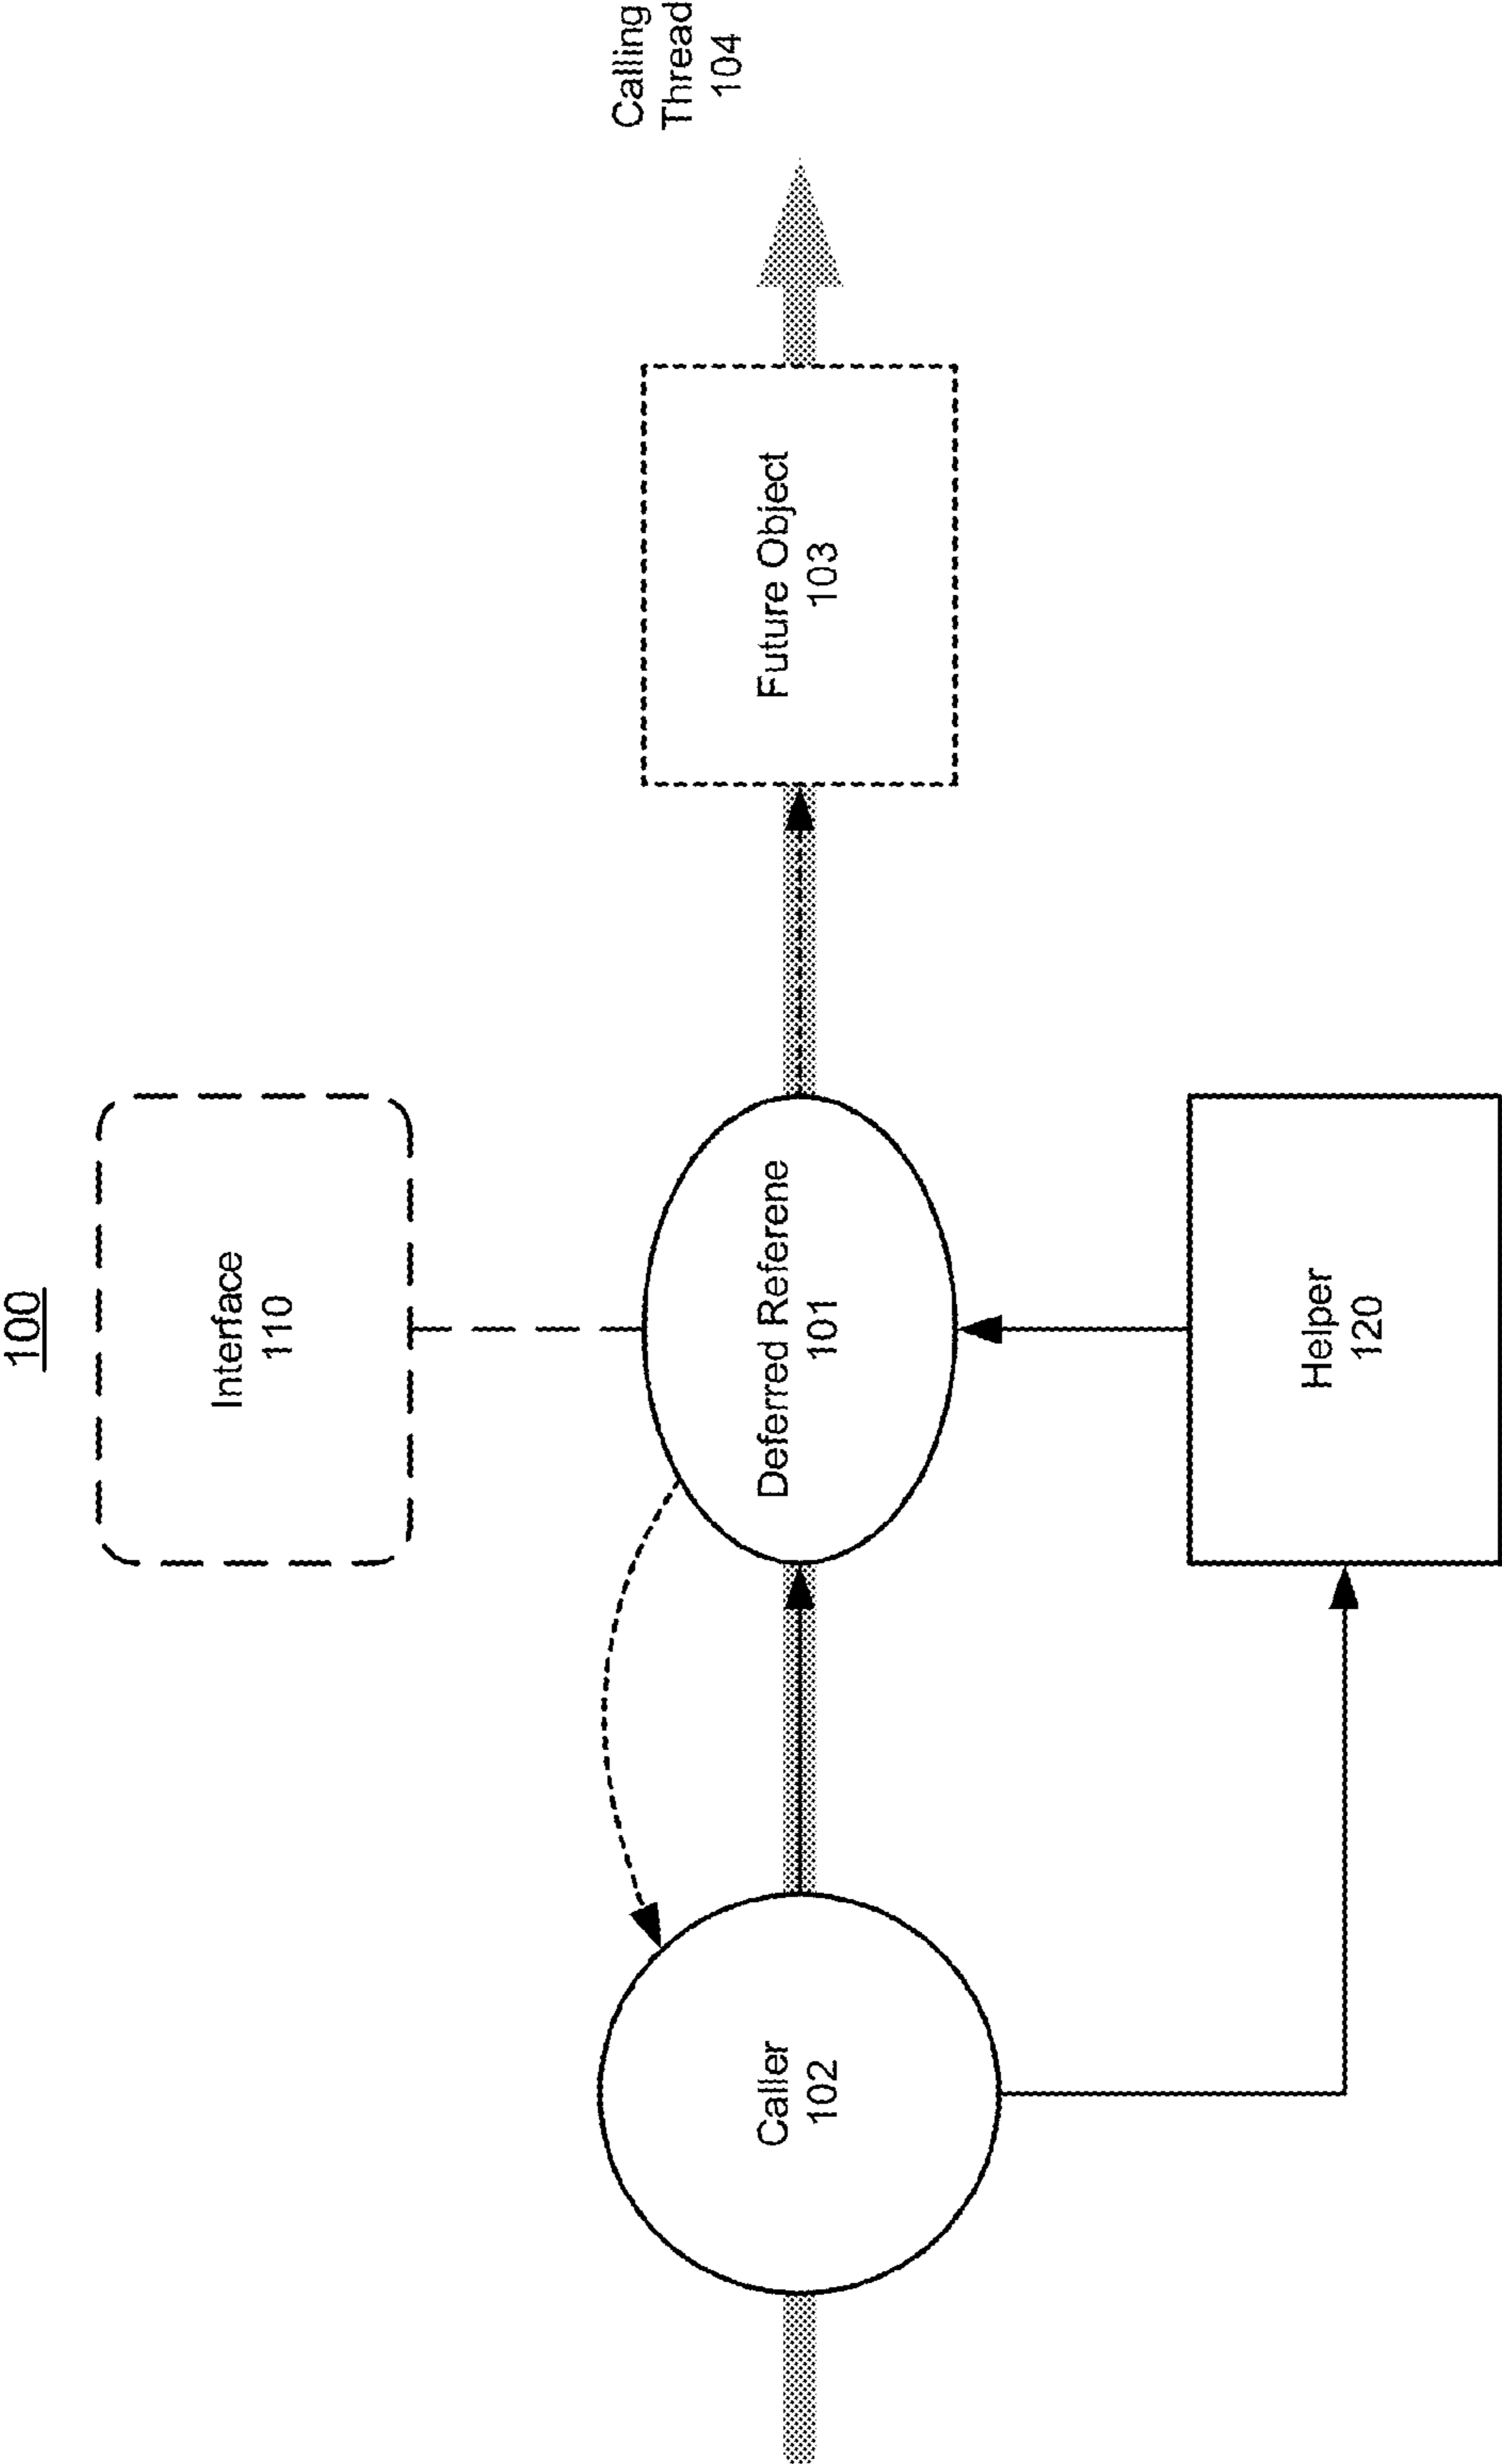 100
Interface
110
Caller
102
Deferred Referene
101
Future Object
103
Calling
Thread
104
Helper
120